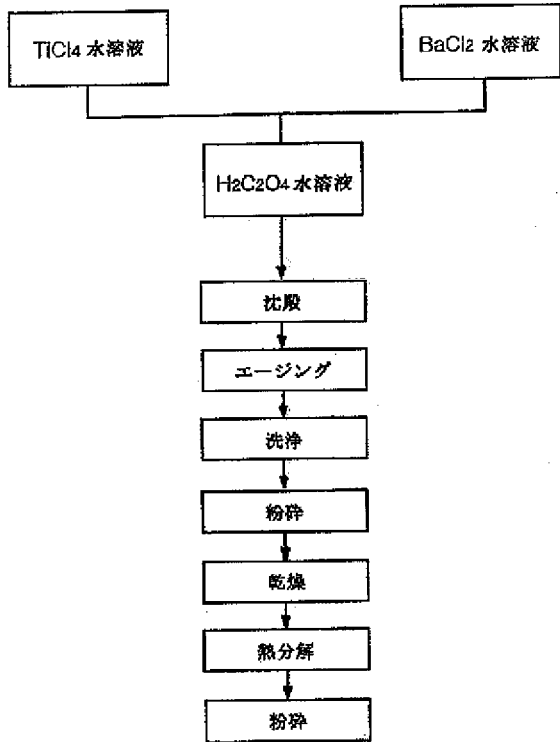 TiCl4 水溶液
BaCl2 水溶液
H2C2O4 水溶液
沈殿
エージング
洗浄
粉砕
乾燥
熱分解
粉砕